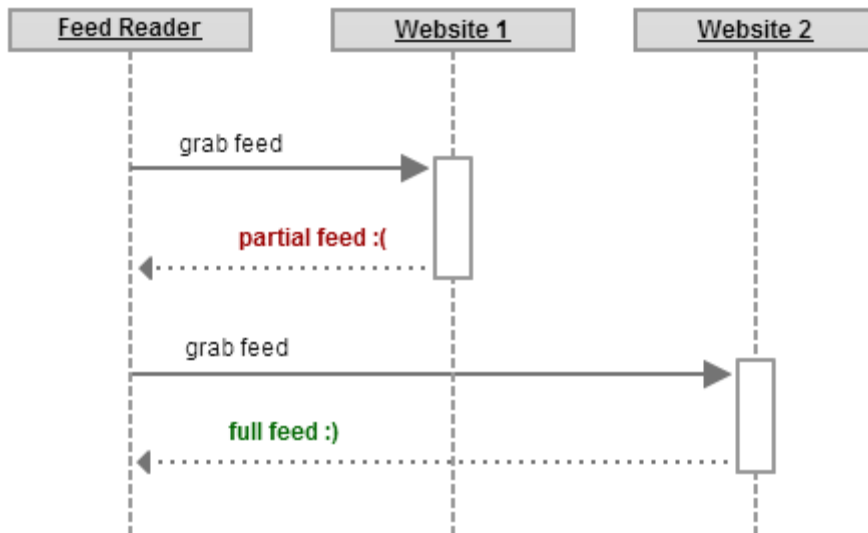 Feed Reader
Website 1
Website 2
grab feed
partial feed :(
grab feed
full feed :)